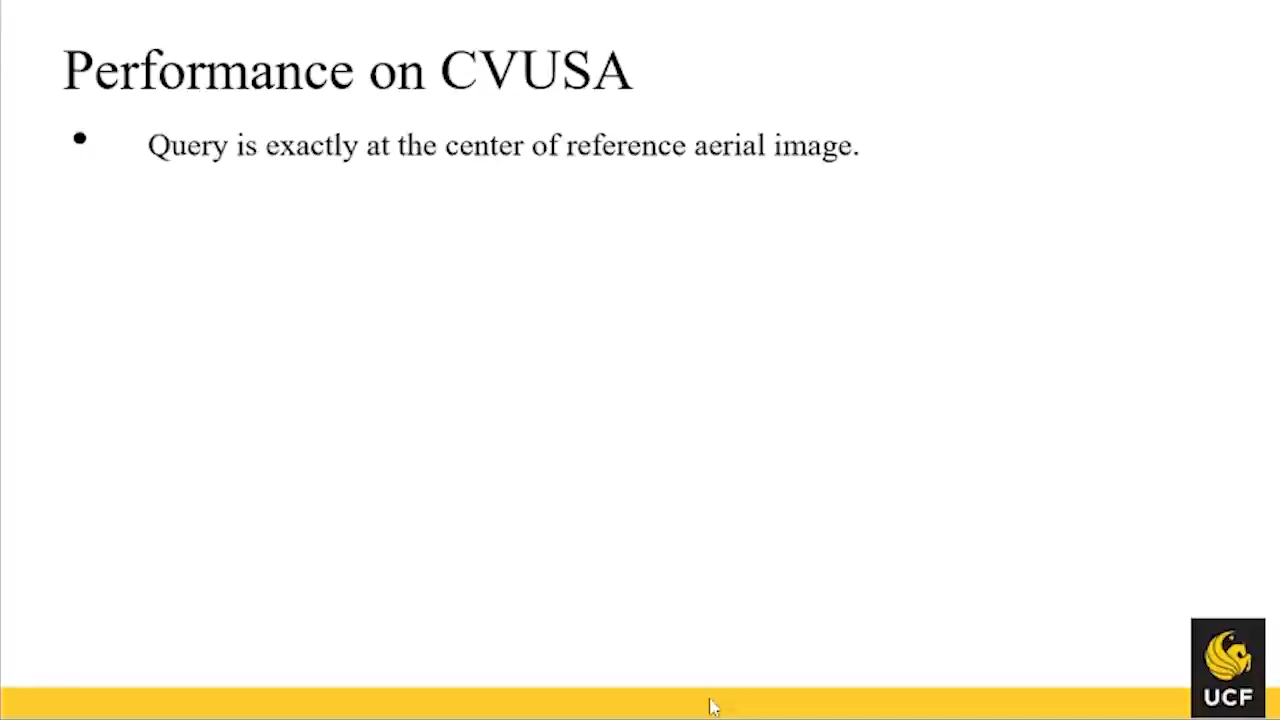 Performance on CVUSA
• Query is exactly at the center of reference aerial image.
UCF